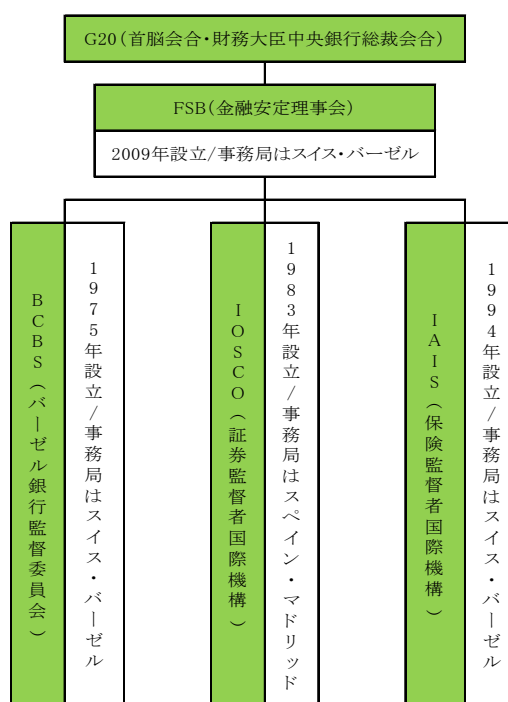 G20（首脳会合・財務大臣中央銀行総裁会合）
FSB（金融安定理事会）
2009年設立/事務局はスイス・バーゼル
BCBS（バーゼル銀行監督委員会）
1975年設立/事務局はスイス・バーゼル
IOSCO（証券監督者国際機構）
1983年設立/事務局はスペイン・マドリッド
IAIS（保険監督者国際機構）
1994年設立/事務局はスイス・バーゼル